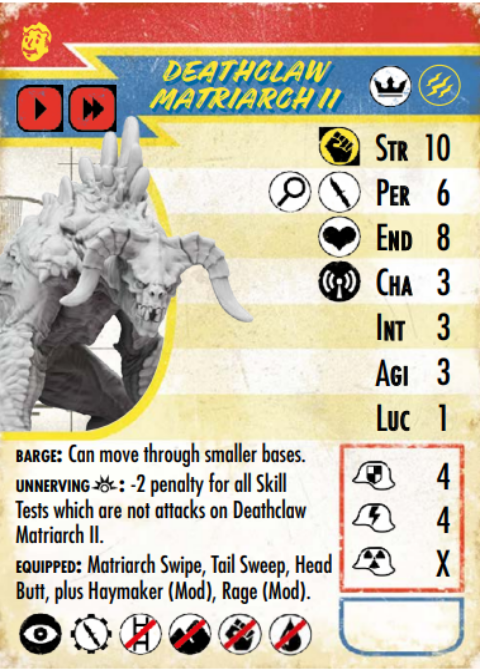 DEATHCLAW
MATRIARCH II
STR 10
PER 6
END 8
CHA 3
INT 3
AGI 3
LUC 1
BARGE: Can move through smaller bases.
UNNERVING : -2 penalty for all Skill
Tests which are not attacks on Deathclaw
Matriarch II.
EQUIPPED: Matriarch Swipe, Tail Sweep, Head
Butt, plus Haymaker (Mod), Rage (Mod).
4
4
X